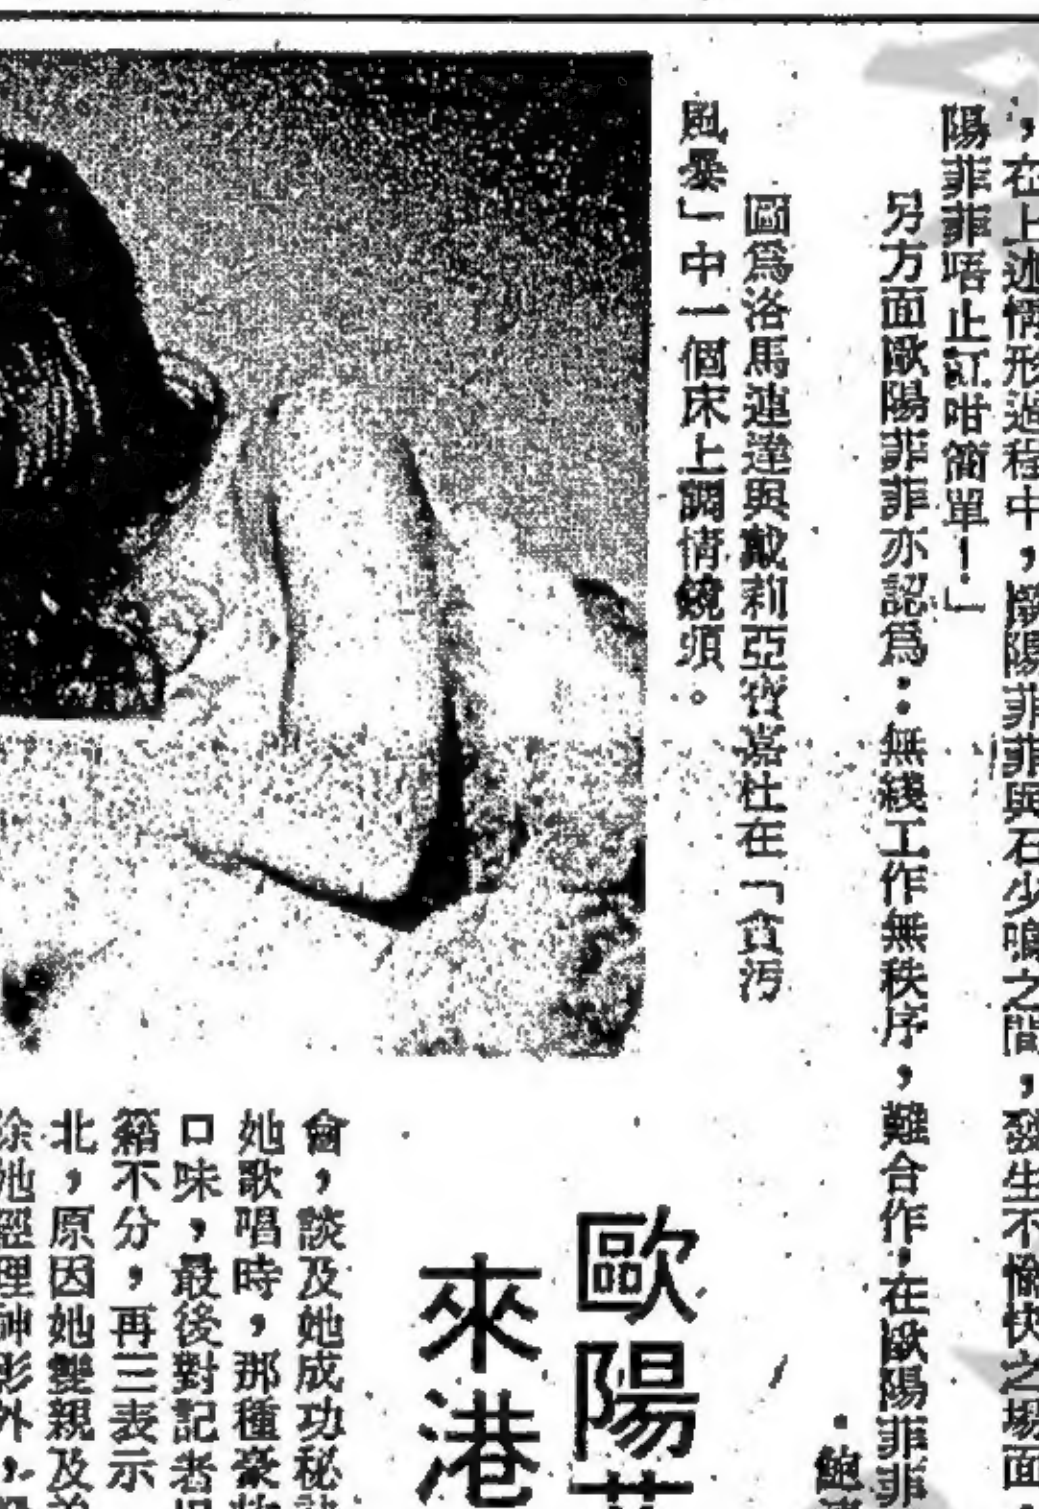 ，在上述情形過程中，歐陽菲菲與石少鳴之間，發生不愉快之場面
陽菲菲唔止紅咁簡單！」
另方面歐陽菲菲亦認爲：無綫工作無秩序，難合作，在歐陽菲菲
圖爲洛馬連達與戴莉亞寶嘉杜在「貪污
風暴」中一個床上調情鏡頭。
歐陽菲
來港
會，談及她成功秘
她歌唱時，那種豪
口味，最後對記者
籍不分，再三表示
北，原因她雙親及
除她經理神彩外，